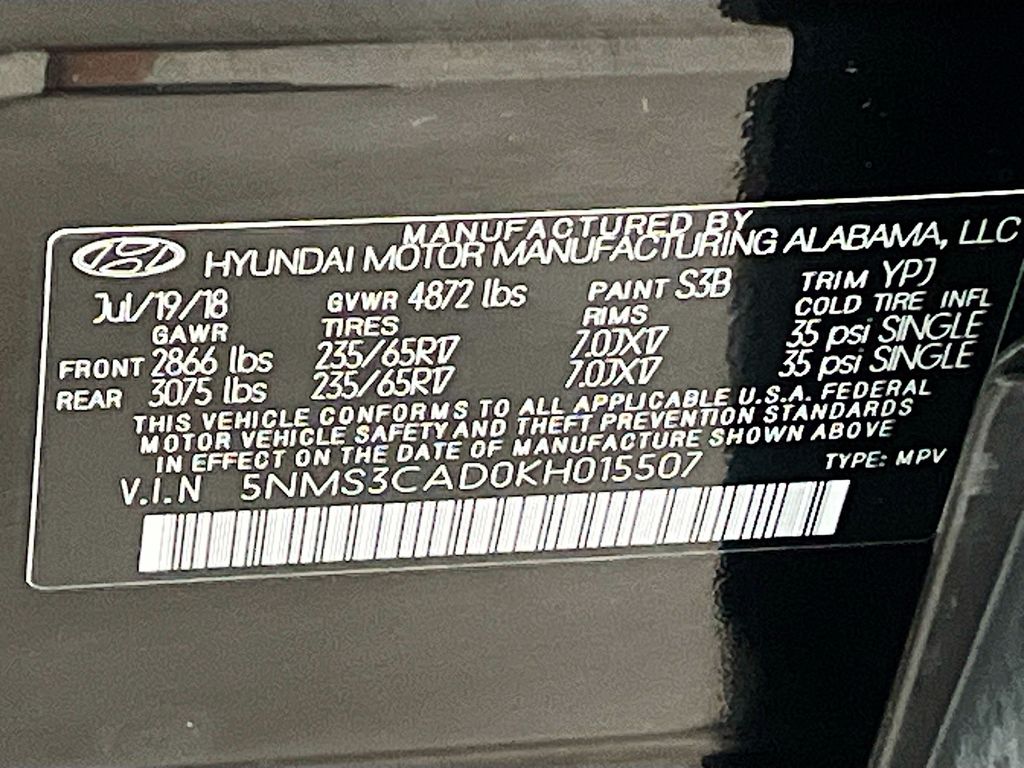 MANUFACTURED BY
HYUNDAI MOTOR MANUFACTURING ALABAMA, LLC
Jul/19/18 GVWR 4872 lbs PAINT S3B TRIM YPJ
GAWR TIRES RIMS COLD TIRE INFL
FRONT 2866 lbs 235/65R17 7.0JX17 35 psi SINGLE
REAR 3075 lbs 235/65R17 7.0JX17 35 psi SINGLE
THIS VEHICLE CONFORMS TO ALL APPLICABLE U.S.A. FEDERAL
MOTOR VEHICLE SAFETY AND THEFT PREVENTION STANDARDS
IN EFFECT ON THE DATE OF MANUFACTURE SHOWN ABOVE
V.I.N 5NMS3CAD0KH015507 TYPE: MPV